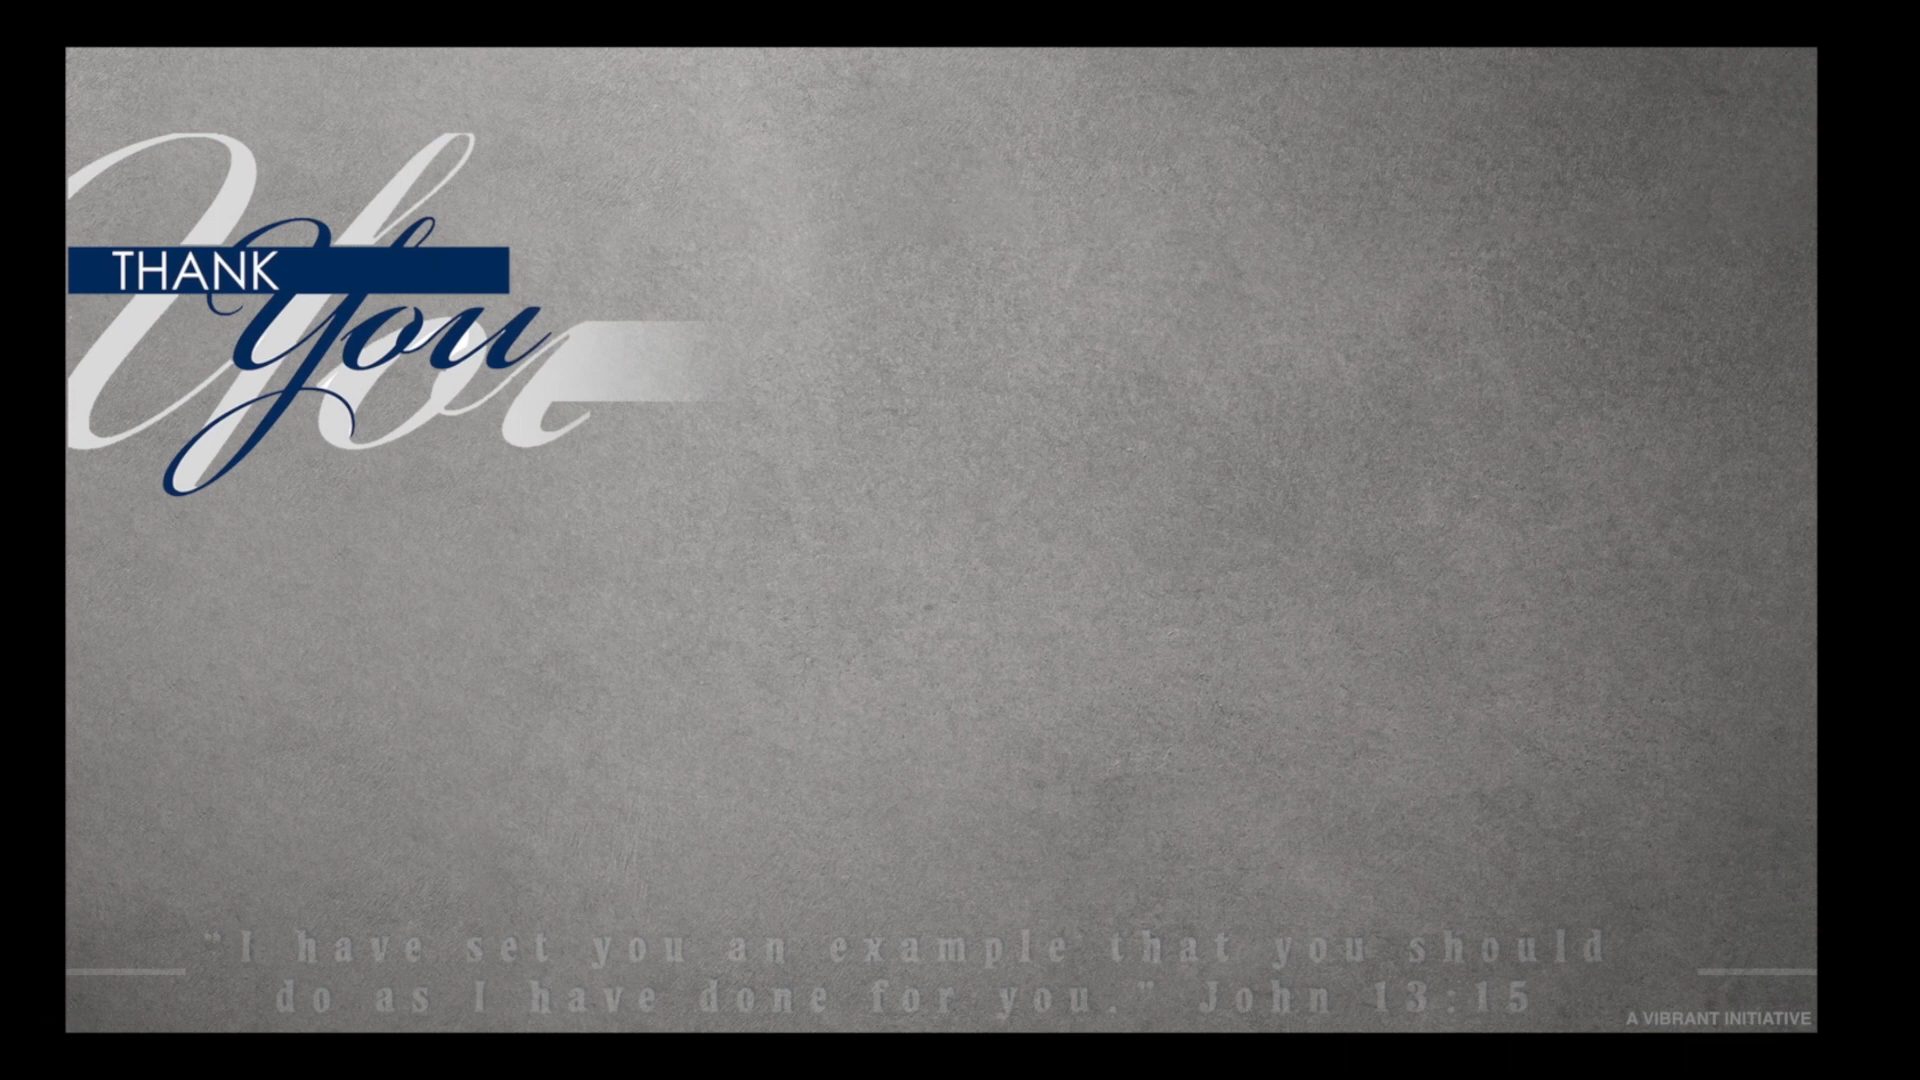 You
THANK
You
"I have set you an example that you should
do as I have done for you." John 13:15
A VIBRANT INITIATIVE